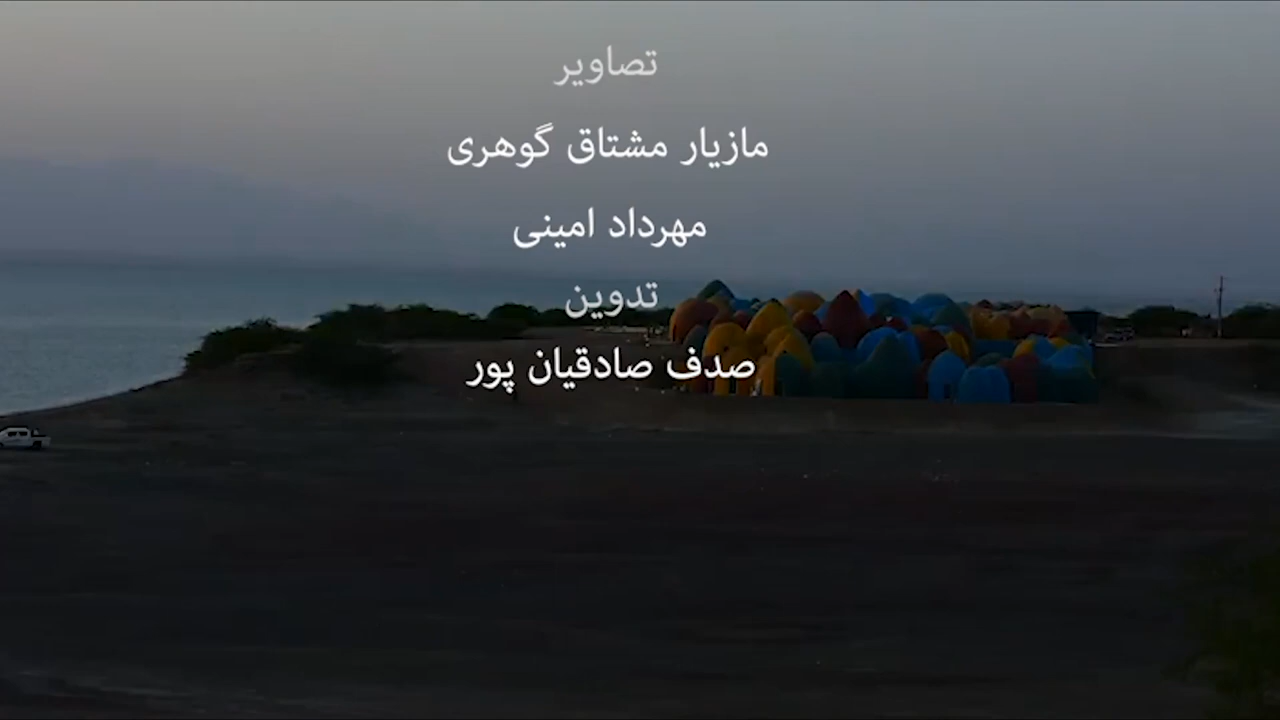 تصاویر
مازیار مشتاق گوهری
مهرداد امینی
تدوین
صدف صادقیان پور